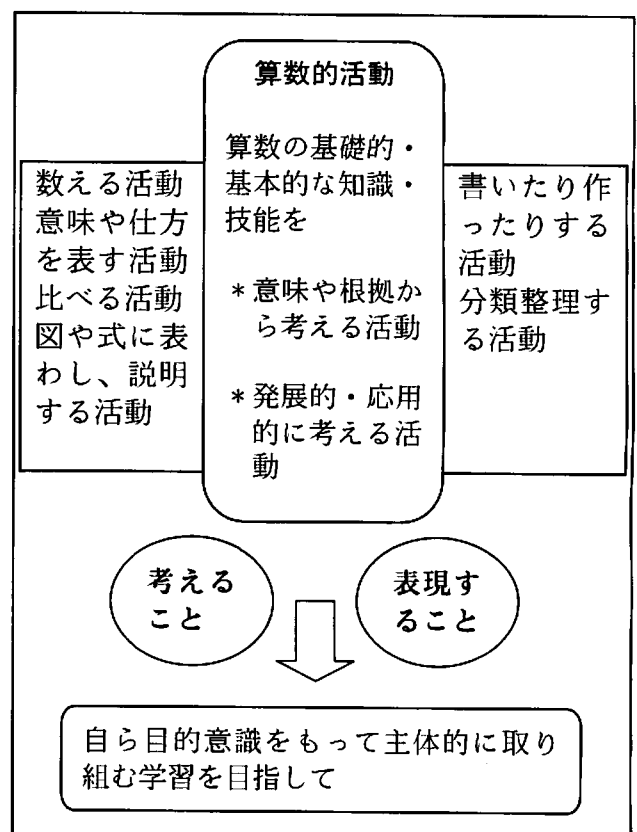 算数的活動
算数の基礎的・
基本的な知識・
技能を
＊意味や根拠か
ら考える活動
＊発展的・応用
的に考える活
動
数える活動
意味や仕方
を表す活動
比べる活動
図や式に表
わし、説明
する活動
書いたり作
ったりする
活動
分類整理す
る活動
考える
こと
表現す
ること
自ら目的意識をもって主体的に取り
組む学習を目指して